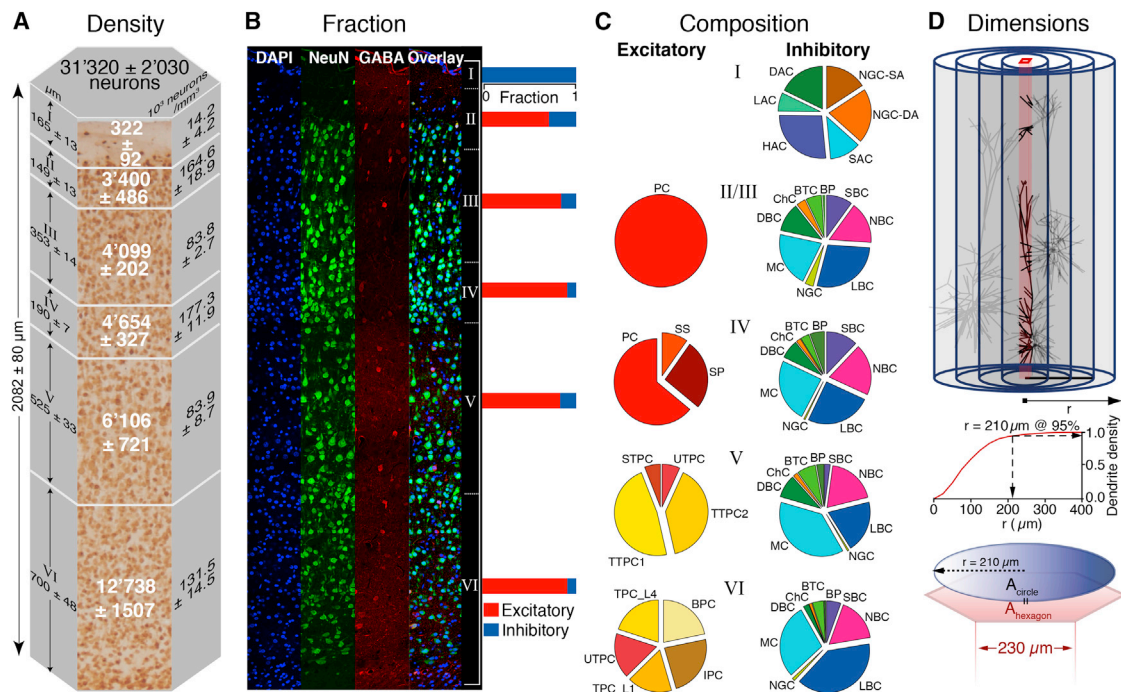 A Density
31'320 ± 2'030
neurons
µm
10³ neurons
/mm³
I
165 ± 13
322
±
92
14.2
± 4.2
II
149 ± 13
3'400
± 486
164.6
± 18.9
III
353 ± 14
4'099
± 202
83.8
± 2.7
IV
190 ± 7
4'654
± 327
177.3
± 11.9
V
525 ± 33
6'106
± 721
83.9
± 8.7
VI
700 ± 48
12'738
± 1507
131.5
± 14.5
2082 ± 80 µm
B Fraction
DAPI NeuN GABA Overlay
I
0 Fraction 1
II
III
IV
V
VI
Excitatory
Inhibitory
C Composition
Excitatory Inhibitory
I
DAC NGC-SA
LAC NGC-DA
HAC SAC
II/III
PC
BTC BP SBC
ChC
DBC NBC
MC
NGC LBC
IV
PC SS
SP
BTC BP SBC
ChC
DBC NBC
MC
NGC LBC
V
STPC UTPC
TTPC2
TTPC1
BTC BP SBC
ChC
DBC NBC
MC LBC
NGC
VI
TPC_L4 BPC
UTPC
TPC_L1 IPC
BTC BP SBC
ChC
DBC NBC
MC
NGC LBC
D Dimensions
r
r = 210 µm @ 95%
1.0
0.0
Dendrite density
0 100 200 300 400
r ( µm)
r = 210 µm
A circle
=
A hexagon
230 µm